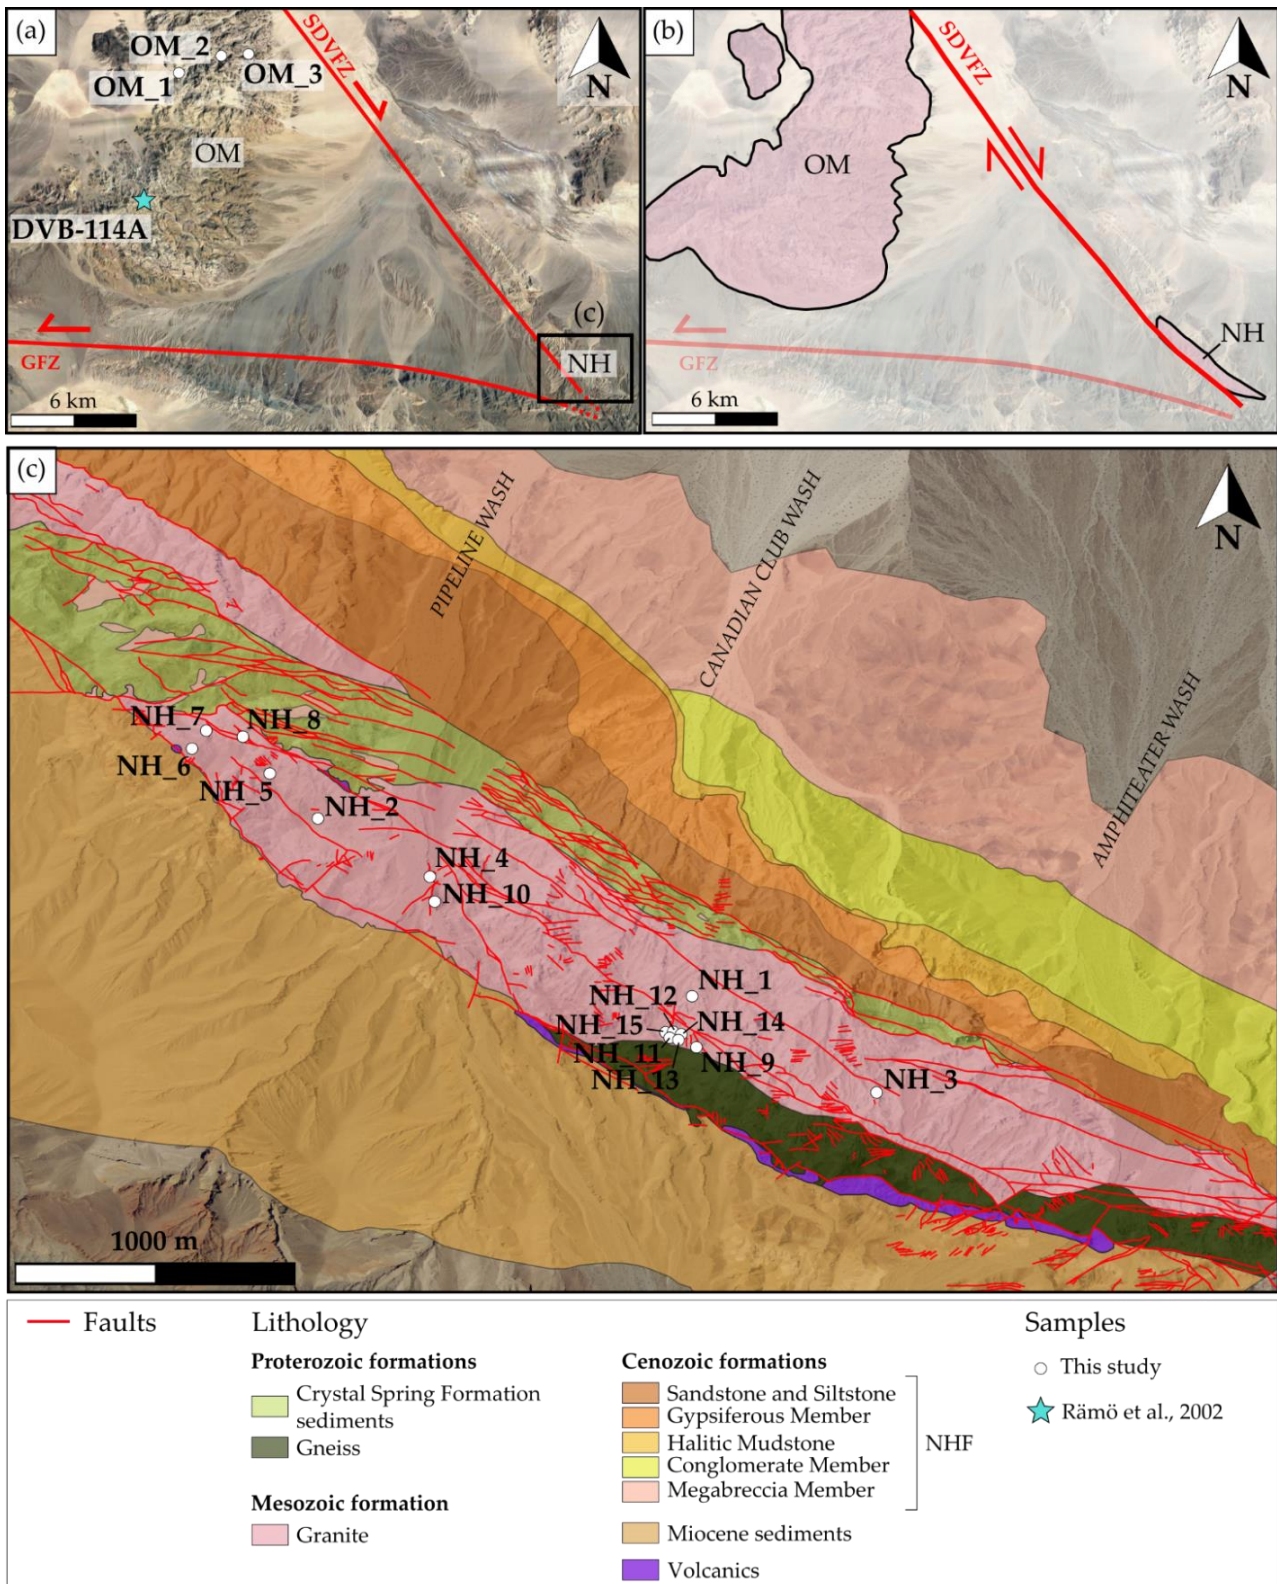 (a)
OM_2
OM_1
OM_3
SDVFZ
N
OM
DVB-114A
(c)
NH
GFZ
6 km
(b)
SDVFZ
N
OM
NH
GFZ
6 km
(c)
PIPELINE WASH
CANADIAN CLUB WASH
AMPHITEATER WASH
N
NH_7
NH_8
NH_6
NH_5
NH_2
NH_4
NH_10
NH_1
NH_12
NH_15
NH_14
NH_11
NH_9
NH_13
NH_3
1000 m
Faults
Lithology
Proterozoic formations
Crystal Spring Formation
sediments
Gneiss
Mesozoic formation
Granite
Cenozoic formations
Sandstone and Siltstone
Gypsiferous Member
Halitic Mudstone
Conglomerate Member
Megabreccia Member
NHF
Miocene sediments
Volcanics
Samples
This study
Rämö et al., 2002